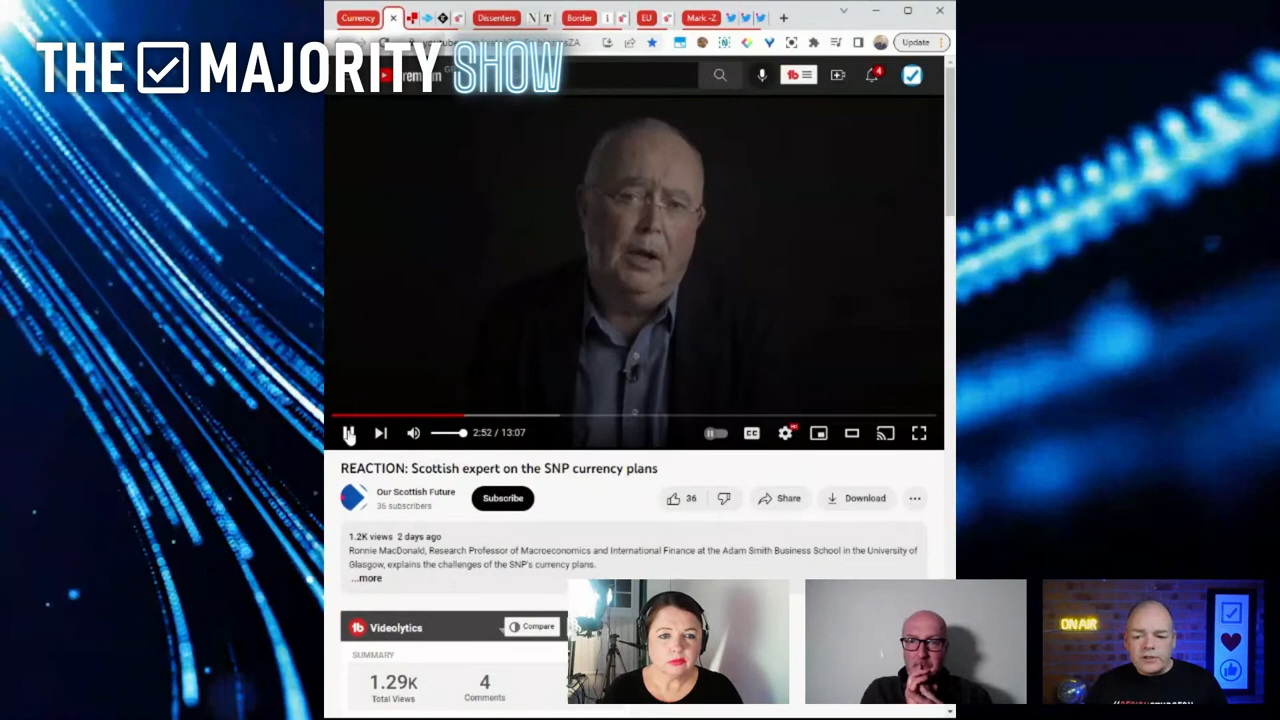 Currency
Dissenters
Border
EU
Mark -Z
Update
THE MAJORITY SHOW
4
2:52 / 13:07
CC
REACTION: Scottish expert on the SNP currency plans
Our Scottish Future
36 subscribers
Subscribe
36
Share
Download
1.2K views 2 days ago
Ronnie MacDonald, Research Professor of Macroeconomics and International Finance at the Adam Smith Business School in the University of
Glasgow, explains the challenges of the SNP's currency plans.
...more
Videolytics
Compare
SUMMARY
1.29K
4
Total Views
Comments
ON AIR